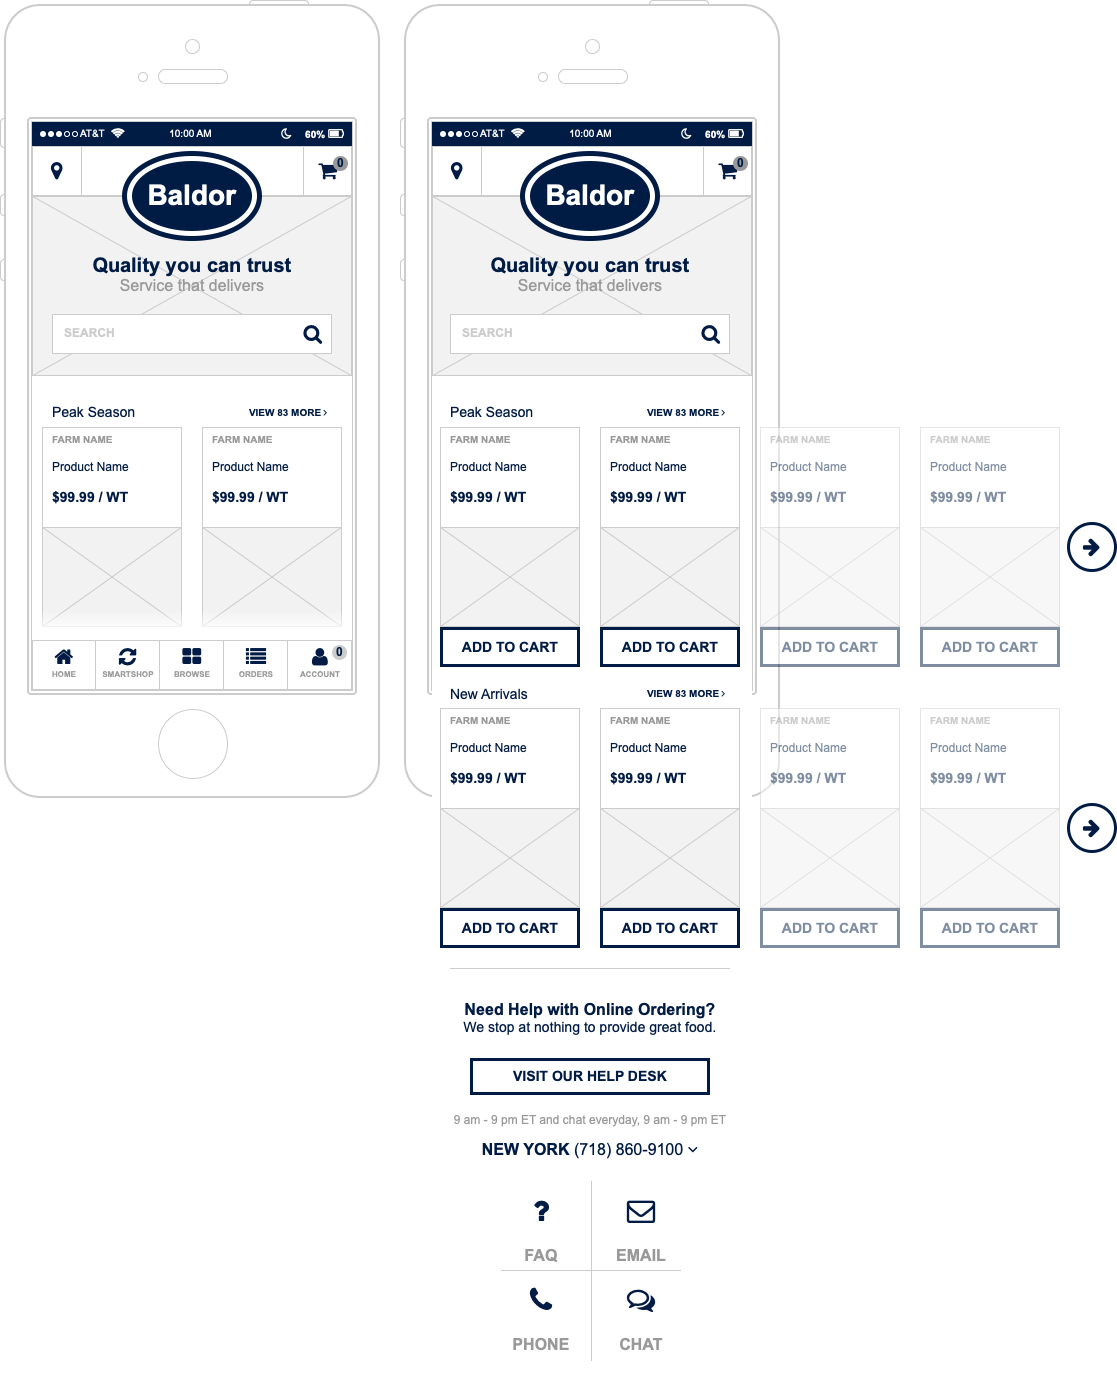 AT&T 10:00 AM 60%
0
Baldor
Quality you can trust
Service that delivers
SEARCH
Peak Season VIEW 83 MORE ›
FARM NAME FARM NAME
Product Name Product Name
$99.99 / WT $99.99 / WT
0
HOME SMARTSHOP BROWSE ORDERS ACCOUNT
AT&T 10:00 AM 60%
0
Baldor
Quality you can trust
Service that delivers
SEARCH
Peak Season VIEW 83 MORE ›
FARM NAME FARM NAME FARM NAME FARM NAME
Product Name Product Name Product Name Product Name
$99.99 / WT $99.99 / WT $99.99 / WT $99.99 / WT
ADD TO CART ADD TO CART ADD TO CART ADD TO CART
New Arrivals VIEW 83 MORE ›
FARM NAME FARM NAME FARM NAME FARM NAME
Product Name Product Name Product Name Product Name
$99.99 / WT $99.99 / WT $99.99 / WT $99.99 / WT
ADD TO CART ADD TO CART ADD TO CART ADD TO CART
Need Help with Online Ordering?
We stop at nothing to provide great food.
VISIT OUR HELP DESK
9 am - 9 pm ET and chat everyday, 9 am - 9 pm ET
NEW YORK (718) 860-9100
?
FAQ EMAIL
PHONE CHAT